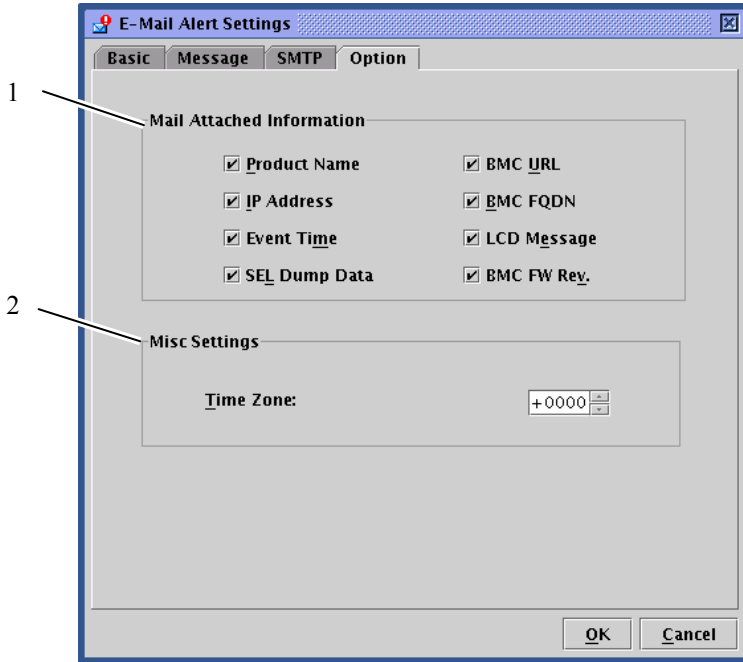 E-Mail Alert Settings
Basic Message SMTP Option
1
Mail Attached Information
Product Name BMC URL
IP Address BMC FQDN
Event Time LCD Message
SEL Dump Data BMC FW Rev.
2
Misc Settings
Time Zone: +0000
OK Cancel